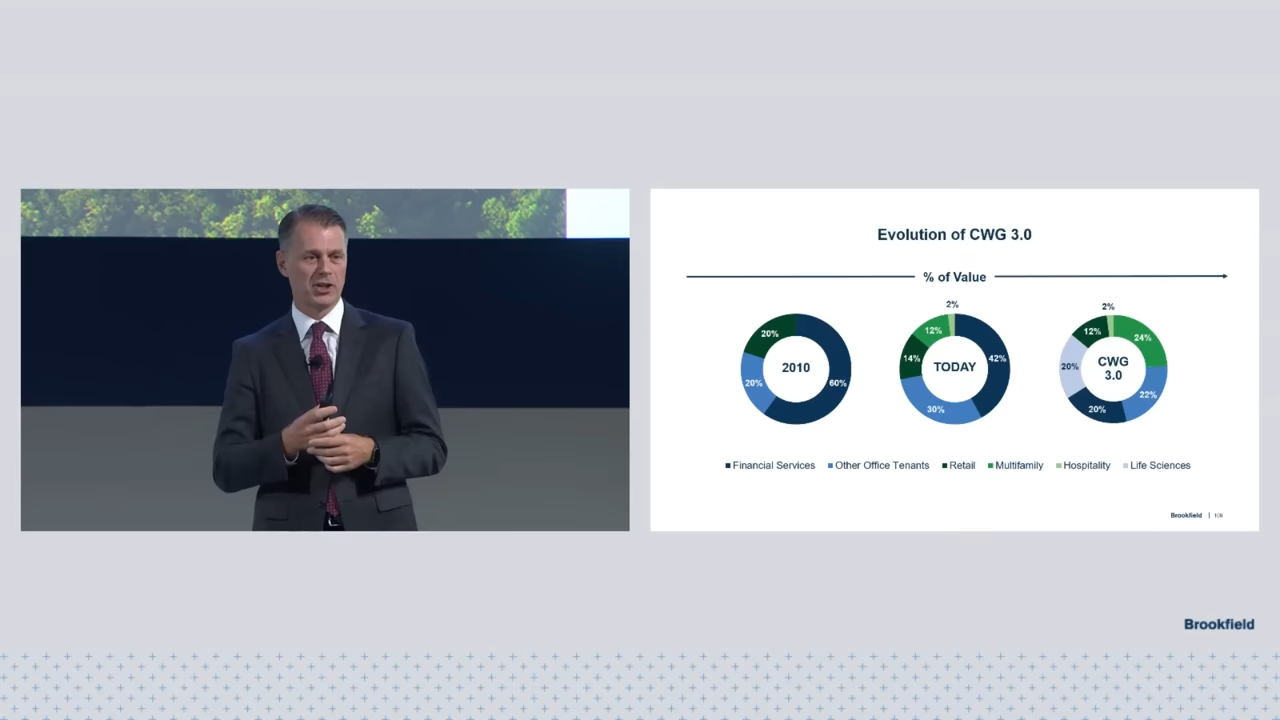 Evolution of CWG 3.0
% of Value
20%
20%
60%
2010
2%
12%
14%
30%
42%
TODAY
2%
12%
24%
20%
22%
20%
CWG
3.0
Financial Services Other Office Tenants Retail Multifamily Hospitality Life Sciences
Brookfield |
Brookfield